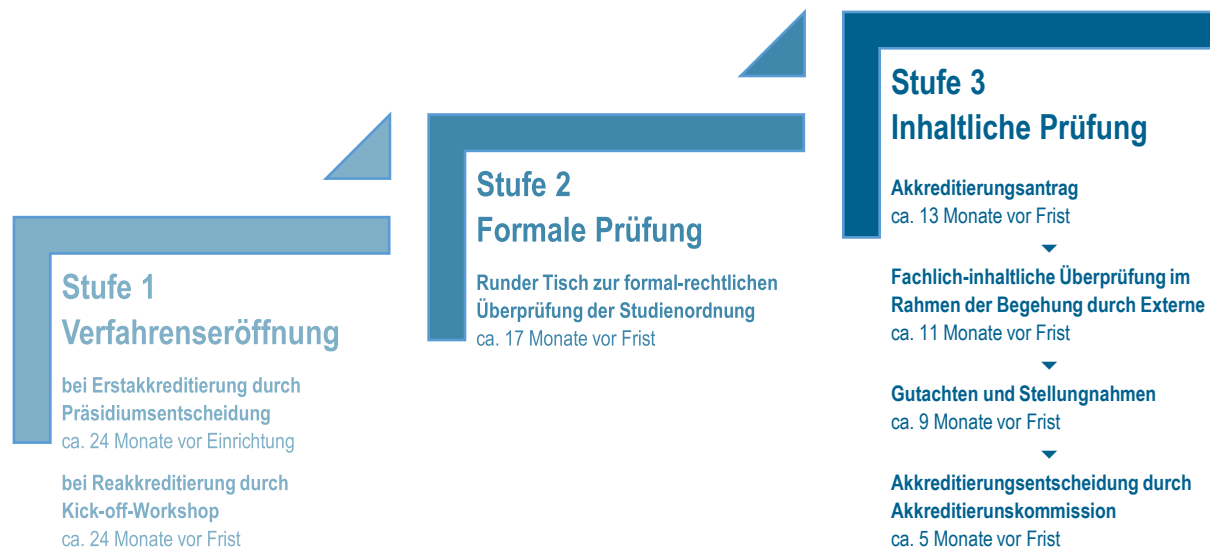 Stufe 1
Verfahrenseröffnung
bei Erstakkreditierung durch
Präsidiumsentscheidung
ca. 24 Monate vor Einrichtung
bei Reakkreditierung durch
Kick-off-Workshop
ca. 24 Monate vor Frist
Stufe 2
Formale Prüfung
Runder Tisch zur formal-rechtlichen
Überprüfung der Studienordnung
ca. 17 Monate vor Frist
Stufe 3
Inhaltliche Prüfung
Akkreditierungsantrag
ca. 13 Monate vor Frist
Fachlich-inhaltliche Überprüfung im
Rahmen der Begehung durch Externe
ca. 11 Monate vor Frist
Gutachten und Stellungnahmen
ca. 9 Monate vor Frist
Akkreditierungsentscheidung durch
Akkreditierunskommission
ca. 5 Monate vor Frist